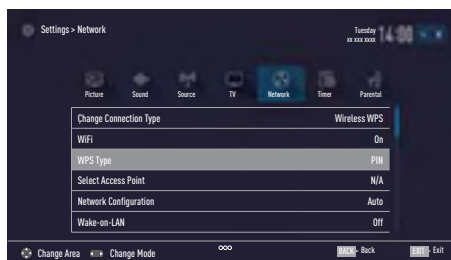 Settings > Network
Tuesday
xx xxx xxxx
14:00
Picture Sound Source TV Network Timer Parental
Change Connection Type Wireless WPS
WiFi On
WPS Type PIN
Select Access Point N/A
Network Configuration Auto
Wake-on-LAN Off
Change Area Change Mode BACK - Back EXIT - Exit